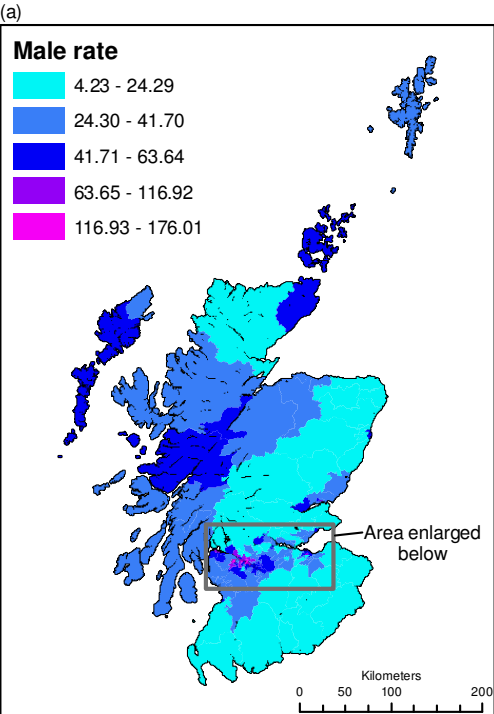 (a)
Male rate
4.23 - 24.29
24.30 - 41.70
41.71 - 63.64
63.65 - 116.92
116.93 - 176.01
Area enlarged
below
Kilometers
0 50 100 200